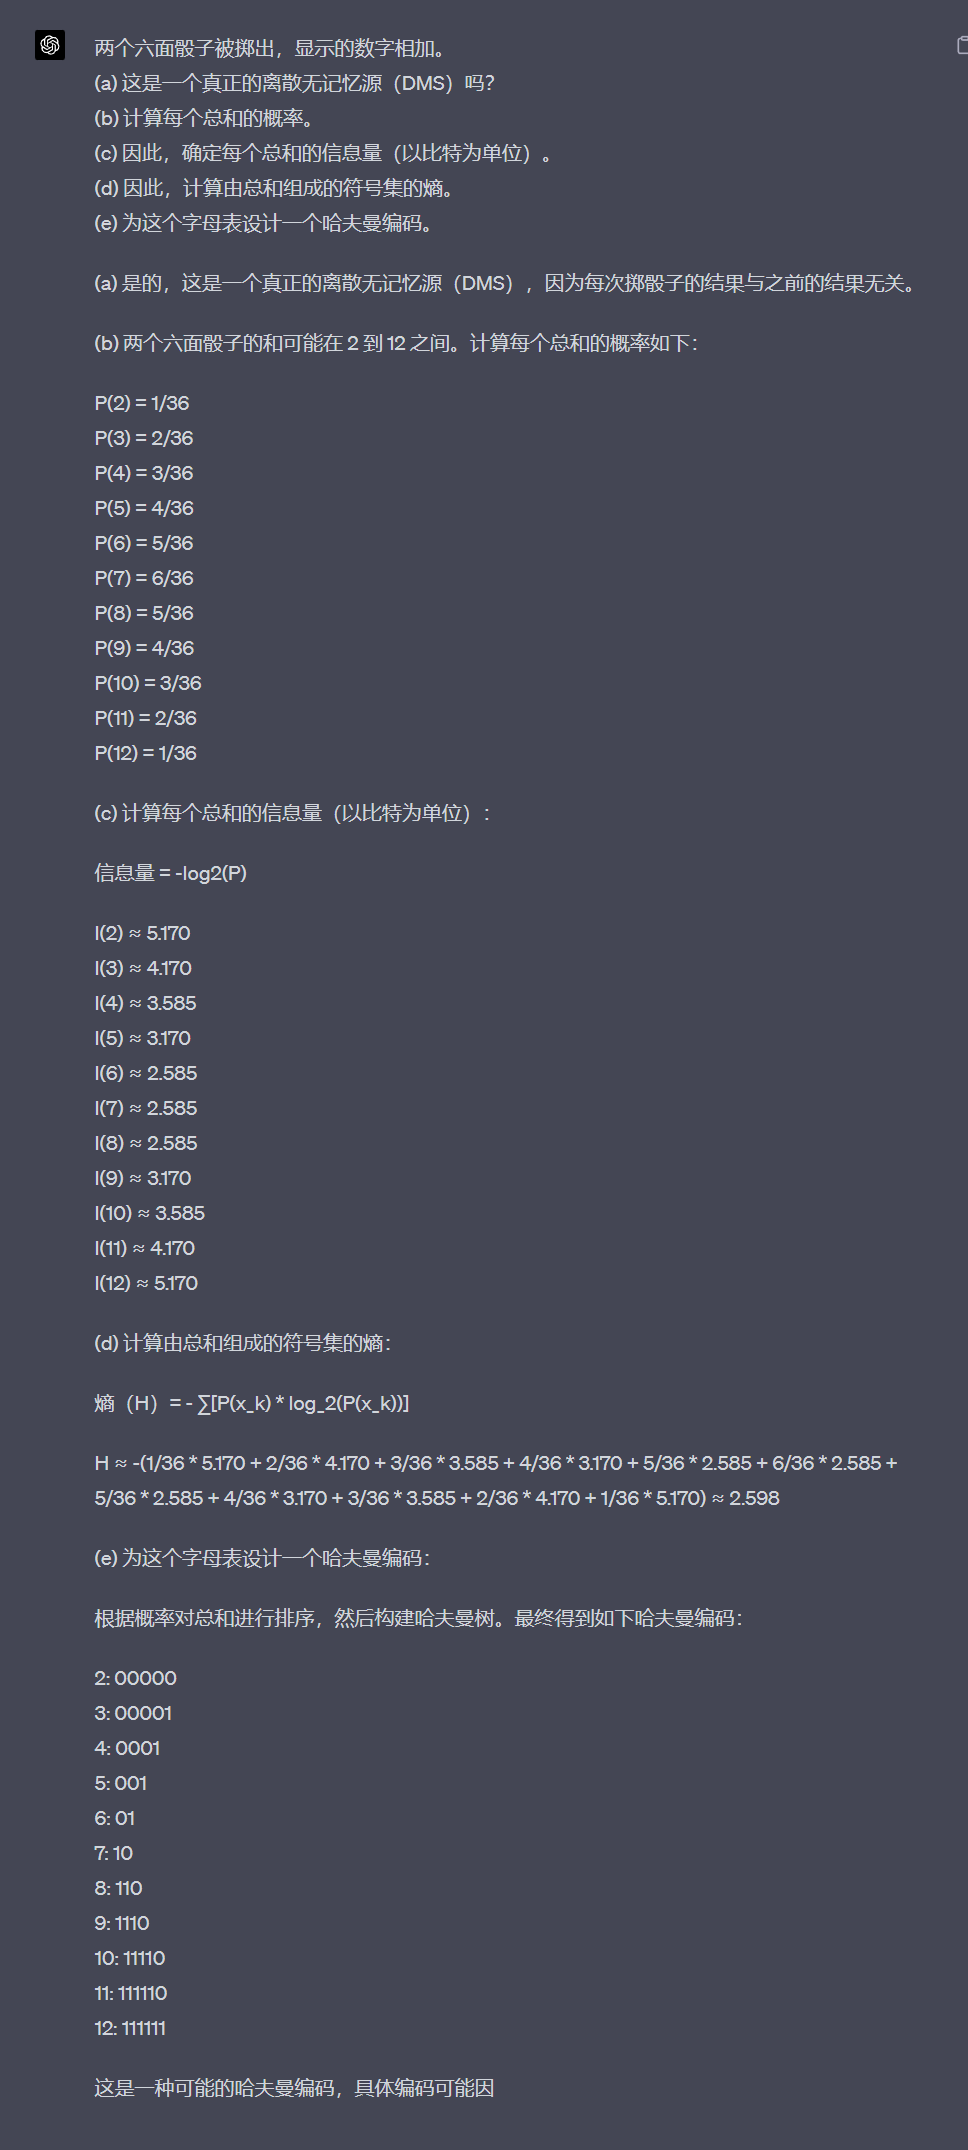 两个六面骰子被掷出，显示的数字相加。
(a) 这是一个真正的离散无记忆源（DMS）吗？
(b) 计算每个总和的概率。
(c) 因此，确定每个总和的信息量（以比特为单位）。
(d) 因此，计算由总和组成的符号集的熵。
(e) 为这个字母表设计一个哈夫曼编码。
(a) 是的，这是一个真正的离散无记忆源（DMS），因为每次掷骰子的结果与之前的结果无关。
(b) 两个六面骰子的和可能在 2 到 12 之间。计算每个总和的概率如下：
P(2) = 1/36
P(3) = 2/36
P(4) = 3/36
P(5) = 4/36
P(6) = 5/36
P(7) = 6/36
P(8) = 5/36
P(9) = 4/36
P(10) = 3/36
P(11) = 2/36
P(12) = 1/36
(c) 计算每个总和的信息量（以比特为单位）：
信息量 = -log2(P)
I(2) ≈ 5.170
I(3) ≈ 4.170
I(4) ≈ 3.585
I(5) ≈ 3.170
I(6) ≈ 2.585
I(7) ≈ 2.585
I(8) ≈ 2.585
I(9) ≈ 3.170
I(10) ≈ 3.585
I(11) ≈ 4.170
I(12) ≈ 5.170
(d) 计算由总和组成的符号集的熵：
熵（H）= - ∑[P(x_k) * log_2(P(x_k))]
H ≈ -(1/36 * 5.170 + 2/36 * 4.170 + 3/36 * 3.585 + 4/36 * 3.170 + 5/36 * 2.585 + 6/36 * 2.585 +
5/36 * 2.585 + 4/36 * 3.170 + 3/36 * 3.585 + 2/36 * 4.170 + 1/36 * 5.170) ≈ 2.598
(e) 为这个字母表设计一个哈夫曼编码：
根据概率对总和进行排序，然后构建哈夫曼树。最终得到如下哈夫曼编码：
2: 00000
3: 00001
4: 0001
5: 001
6: 01
7: 10
8: 110
9: 1110
10: 11110
11: 111110
12: 111111
这是一种可能的哈夫曼编码，具体编码可能因